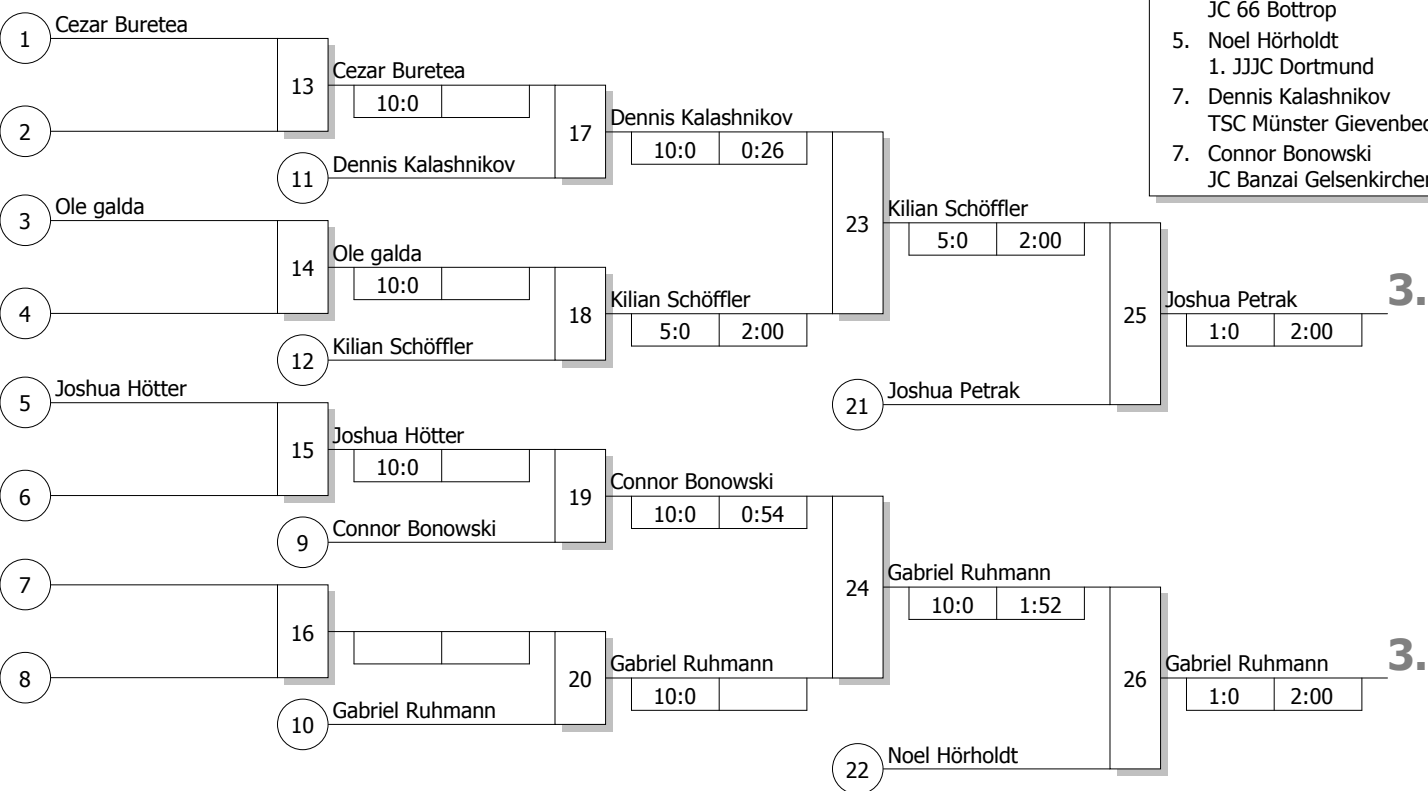 JC 66 Bottrop
5. Noel Hörholdt
1. JJJC Dortmund
7. Dennis Kalashnikov
TSC Münster Gievenbec
7. Connor Bonowski
JC Banzai Gelsenkirchen
1 Cezar Buretea
2
13
Cezar Buretea
10:0
11 Dennis Kalashnikov
17
Dennis Kalashnikov
10:0 0:26
3 Ole galda
4
14
Ole galda
10:0
12 Kilian Schöffler
18
Kilian Schöffler
5:0 2:00
23
Kilian Schöffler
5:0 2:00
21 Joshua Petrak
25
Joshua Petrak
1:0 2:00
3.
5 Joshua Hötter
6
15
Joshua Hötter
10:0
9 Connor Bonowski
19
Connor Bonowski
10:0 0:54
7
8
16
10 Gabriel Ruhmann
20
Gabriel Ruhmann
10:0
24
Gabriel Ruhmann
10:0 1:52
22 Noel Hörholdt
26
Gabriel Ruhmann
1:0 2:00
3.